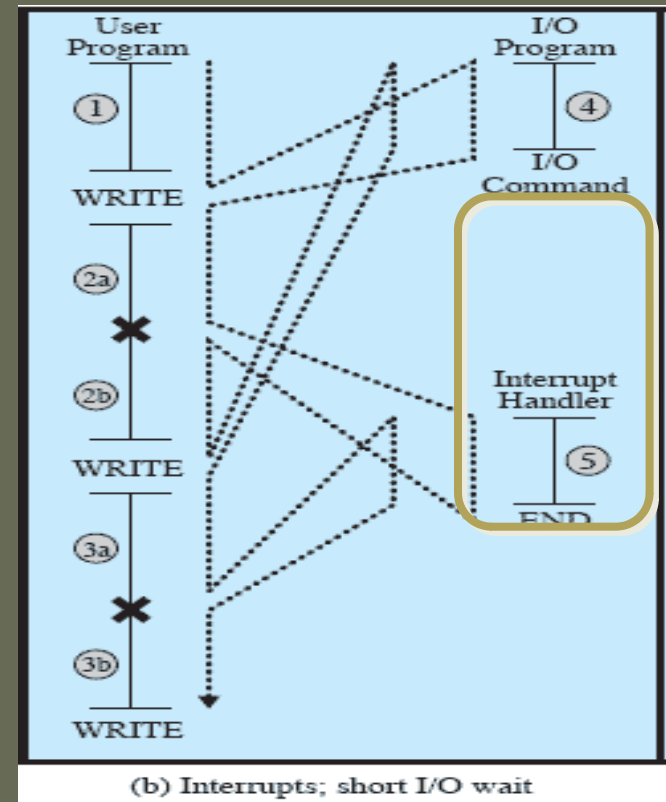 User
Program
1
WRITE
2a
2b
WRITE
3a
3b
WRITE
I/O
Program
4
I/O
Command
Interrupt
Handler
5
END
(b) Interrupts; short I/O wait